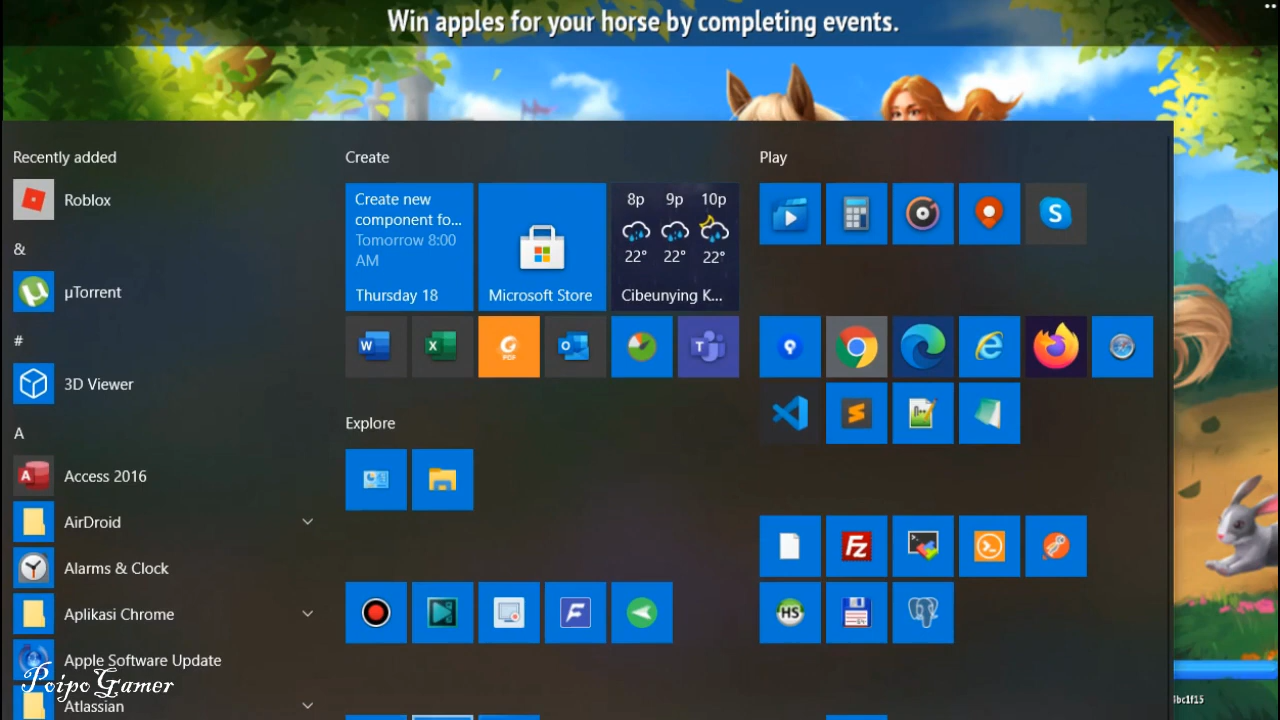 Win apples for your horse by completing events.
Recently added
Roblox
&
µTorrent
#
3D Viewer
A
Access 2016
AirDroid
Alarms & Clock
Aplikasi Chrome
Apple Software Update
Atlassian
Poipo Gamer
Create
Create new
component fo...
Tomorrow 8:00
AM
Thursday 18
Microsoft Store
8p 9p 10p
22° 22° 22°
Cibeunying K...
Explore
Play
HS